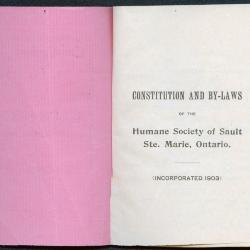 CONSTITUTION AND BY-LAWS
OF THE
Humane Society of Sault
Ste. Marie, Ontario.
(INCORPORATED 1903)